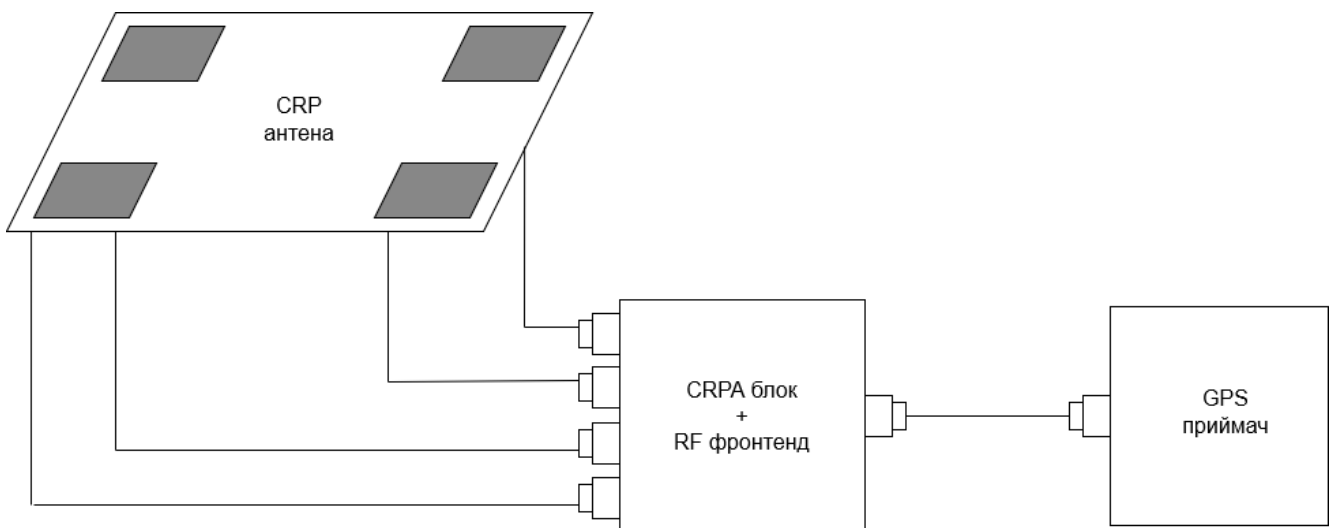 CRP
антена
CRPA блок
+
RF фронтенд
GPS
приймач